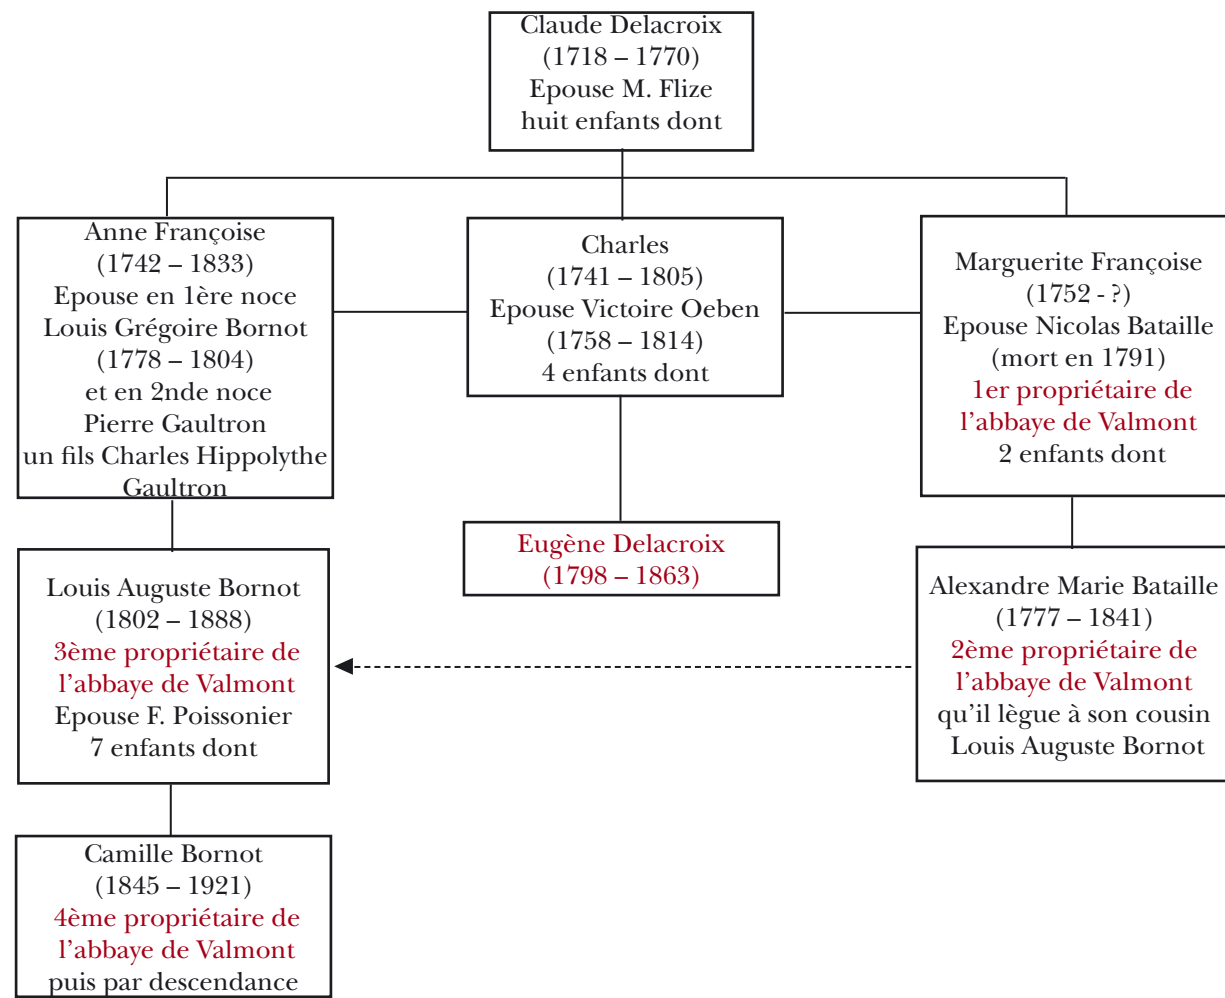 Claude Delacroix
(1718 – 1770)
Epouse M. Flize
huit enfants dont
Anne Françoise
(1742 – 1833)
Epouse en 1ère noce
Louis Grégoire Bornot
(1778 – 1804)
et en 2nde noce
Pierre Gaultron
un fils Charles Hippolythe
Gaultron
Charles
(1741 – 1805)
Epouse Victoire Oeben
(1758 – 1814)
4 enfants dont
Marguerite Françoise
(1752 - ?)
Epouse Nicolas Bataille
(mort en 1791)
1er propriétaire de
l’abbaye de Valmont
2 enfants dont
Louis Auguste Bornot
(1802 – 1888)
3ème propriétaire de
l’abbaye de Valmont
Epouse F. Poissonier
7 enfants dont
Eugène Delacroix
(1798 – 1863)
Alexandre Marie Bataille
(1777 – 1841)
2ème propriétaire de
l’abbaye de Valmont
qu’il lègue à son cousin
Louis Auguste Bornot
Camille Bornot
(1845 – 1921)
4ème propriétaire de
l’abbaye de Valmont
puis par descendance